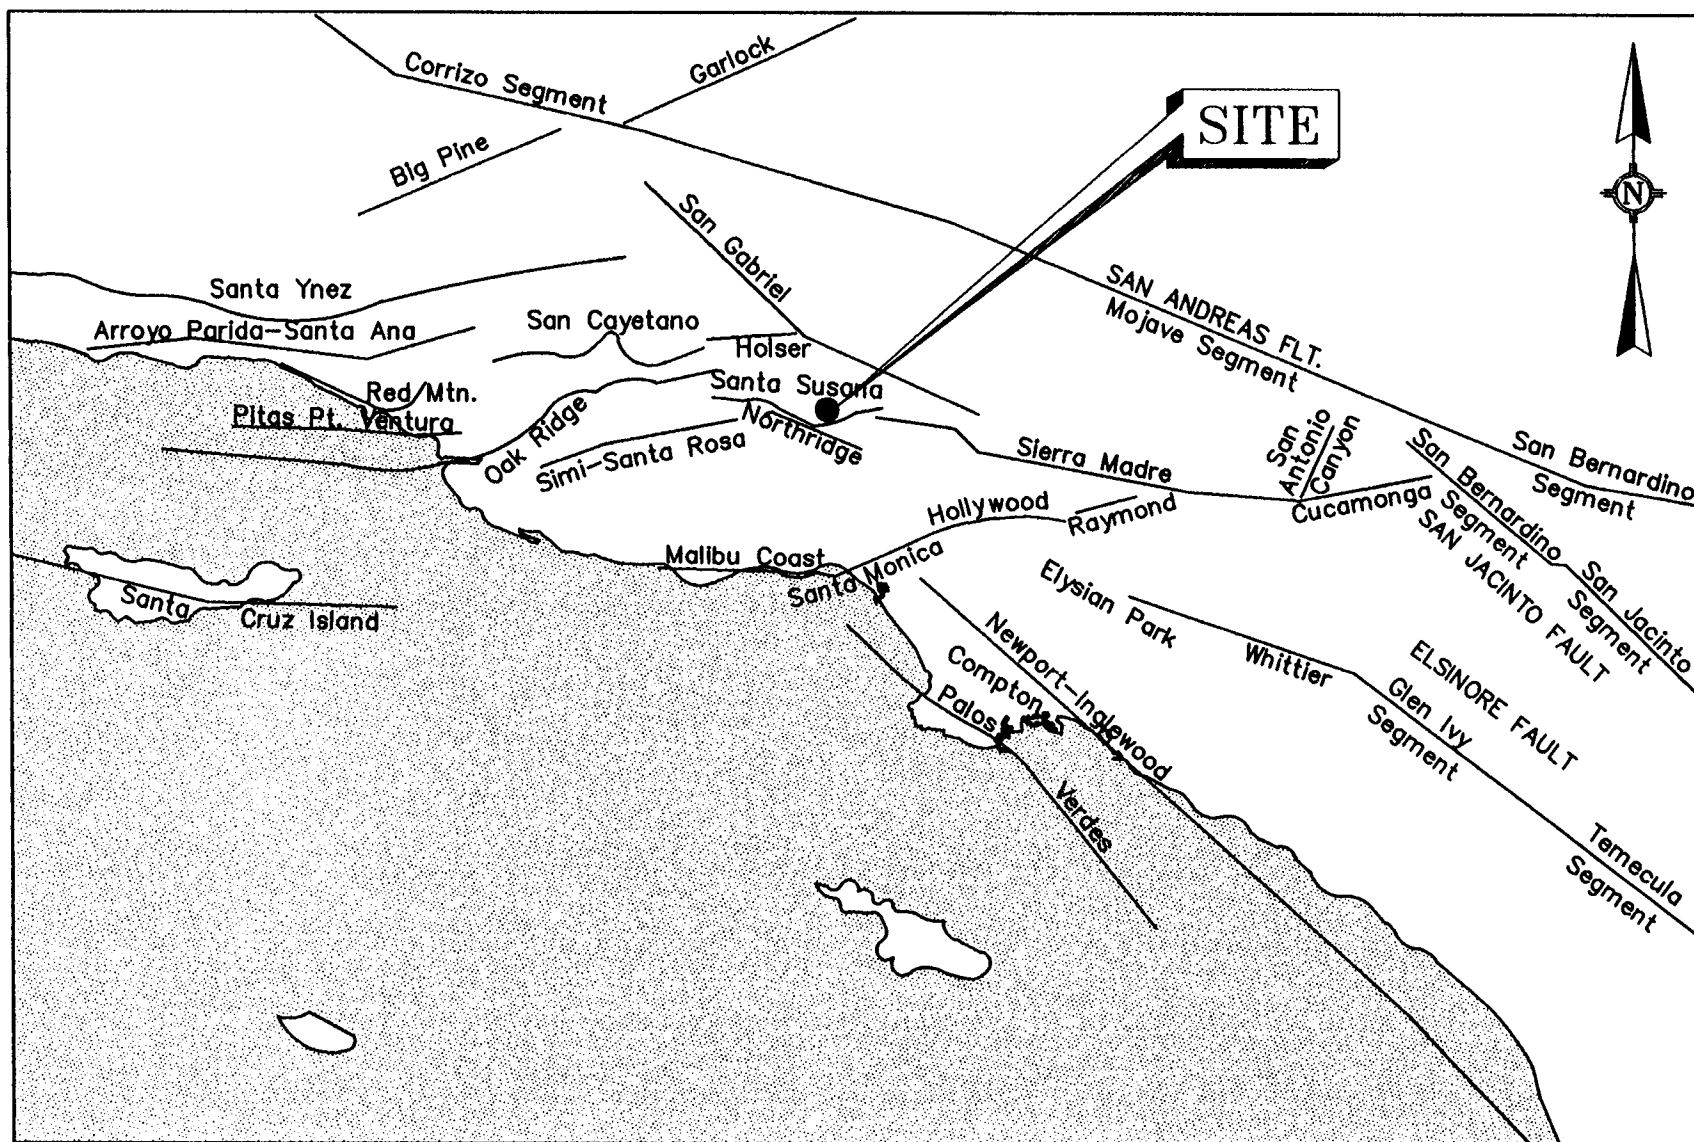 Corrizo Segment
Garlock
Big Pine
SITE
N
San Gabriel
Santa Ynez
Arroyo Parida-Santa Ana
San Cayetano
Holser
SAN ANDREAS FLT.
Mojave Segment
Red Mtn.
Pitas Pt. Ventura
Oak Ridge
Santa Susana
Northridge
Simi-Santa Rosa
Sierra Madre
San
Antonio
Canyon
Cucamonga
San Bernardino
Segment
San Bernardino
Segment
SAN JACINTO FAULT
San Jacinto
Segment
Hollywood
Raymond
Malibu Coast
Santa Monica
Santa
Cruz Island
Elysian Park
Whittier
Newport-Inglewood
Compton
Palos
Verdes
ELSINORE FAULT
Glen Ivy
Segment
Temecula
Segment